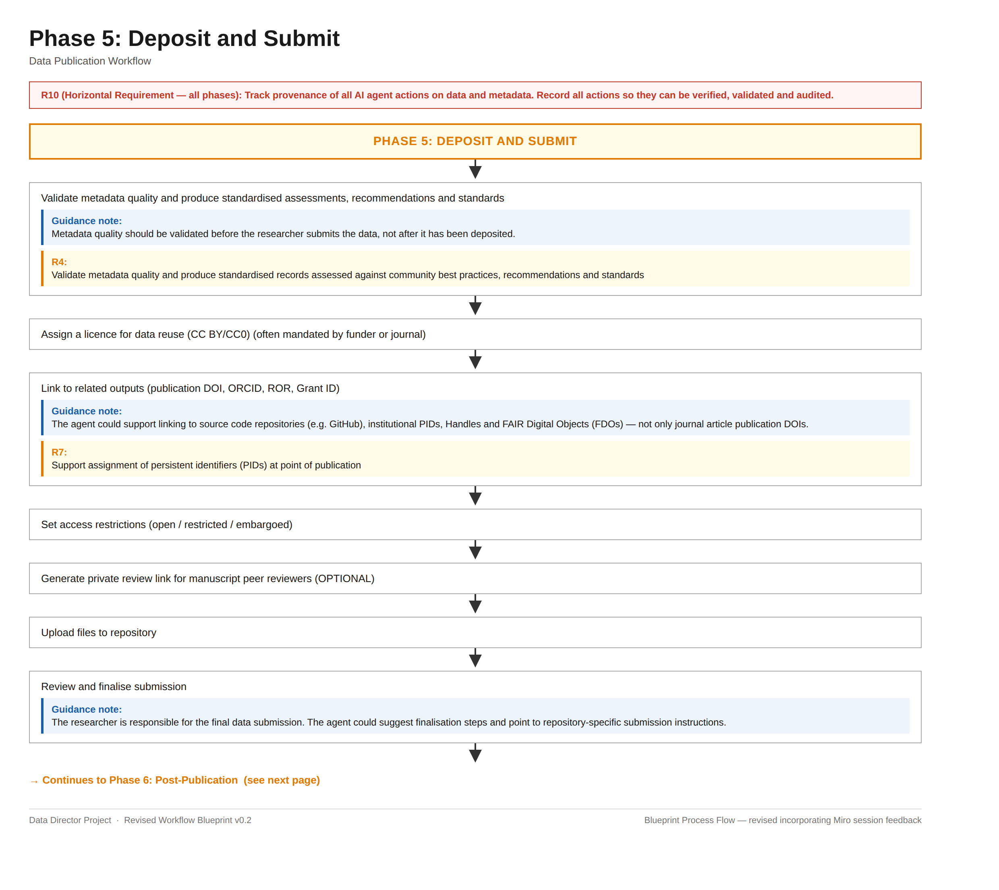 Phase 5: Deposit and Submit
Data Publication Workflow
R10 (Horizontal Requirement — all phases): Track provenance of all AI agent actions on data and metadata. Record all actions so they can be verified, validated and audited.
PHASE 5: DEPOSIT AND SUBMIT
Validate metadata quality and produce standardised assessments, recommendations and standards
Guidance note:
Metadata quality should be validated before the researcher submits the data, not after it has been deposited.
R4:
Validate metadata quality and produce standardised records assessed against community best practices, recommendations and standards
Assign a licence for data reuse (CC BY/CC0) (often mandated by funder or journal)
Link to related outputs (publication DOI, ORCID, ROR, Grant ID)
Guidance note:
The agent could support linking to source code repositories (e.g. GitHub), institutional PIDs, Handles and FAIR Digital Objects (FDOs) — not only journal article publication DOIs.
R7:
Support assignment of persistent identifiers (PIDs) at point of publication
Set access restrictions (open / restricted / embargoed)
Generate private review link for manuscript peer reviewers (OPTIONAL)
Upload files to repository
Review and finalise submission
Guidance note:
The researcher is responsible for the final data submission. The agent could suggest finalisation steps and point to repository-specific submission instructions.
→ Continues to Phase 6: Post-Publication (see next page)
Data Director Project · Revised Workflow Blueprint v0.2
Blueprint Process Flow — revised incorporating Miro session feedback